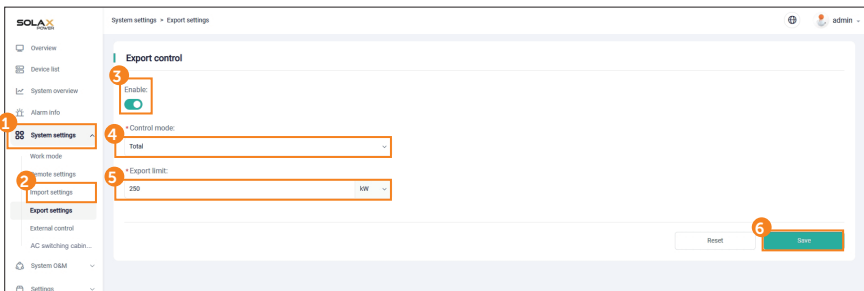 SOLAX
POWER
System settings > Export settings
admin
Overview
Device list
System overview
Alarm info
1
System settings
Work mode
Remote settings
2
Import settings
Export settings
External control
AC switching cabin...
System O&M
Settings
Export control
3
Enable:
4
* Control mode:
Total
5
* Export limit:
250 kW
Reset
6
Save